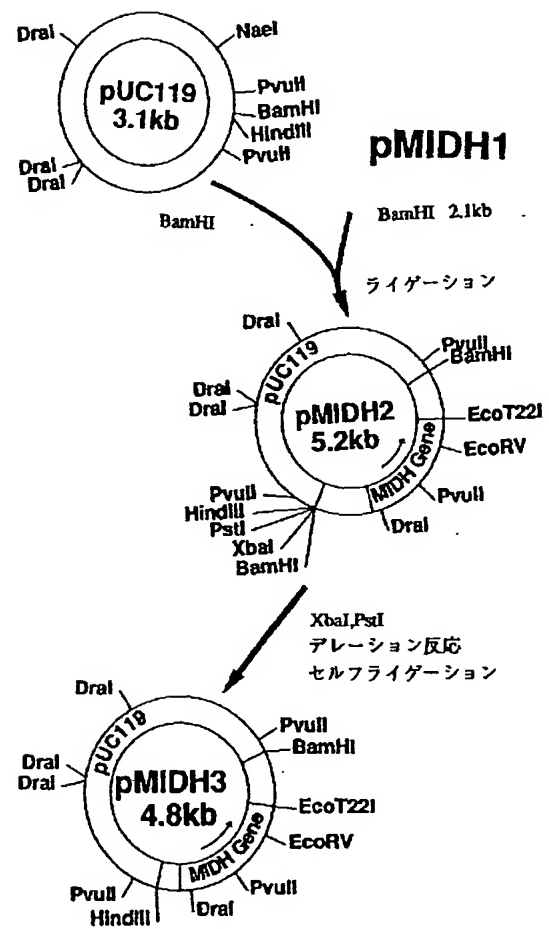 DraI
NaeI
pUC119
3.1kb
PvuII
BamHI
HindIII
PvuII
DraI
DraI
pMIDH1
BamHI
BamHI 2.1kb
ライゲーション
DraI
pUC119
PvuII
BamHI
DraI
DraI
pMIDH2
5.2kb
EcoT22I
EcoRV
MIDH Gene
PvuII
DraI
PvuII
HindIII
PstI
XbaI
BamHI
XbaI,PstI
デレーション反応
セルフライゲーション
DraI
pUC119
PvuII
BamHI
DraI
DraI
pMIDH3
4.8kb
EcoT22I
EcoRV
MIDH Gene
PvuII
DraI
PvuII
HindIII